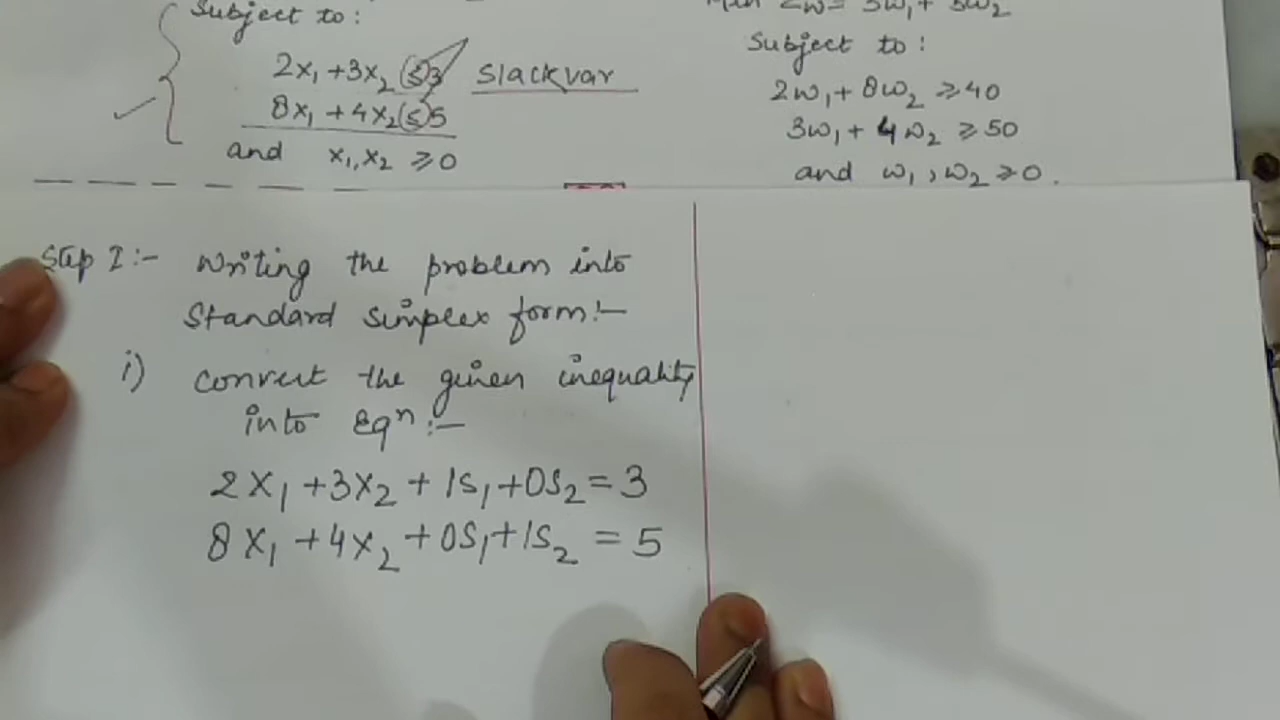 Subject to:
2x₁ + 3x₂ ≤ 3
8x₁ + 4x₂ ≤ 5
Slack var
and x₁, x₂ ≥ 0
Subject to:
2w₁ + 8w₂ ≥ 40
3w₁ + 4w₂ ≥ 50
and w₁, w₂ ≥ 0.
Step I:- Writing the problem into
Standard simplex form:-
i) Convert the given inequality
into Eqⁿ:-
2x₁ + 3x₂ + 1s₁ + 0s₂ = 3
8x₁ + 4x₂ + 0s₁ + 1s₂ = 5